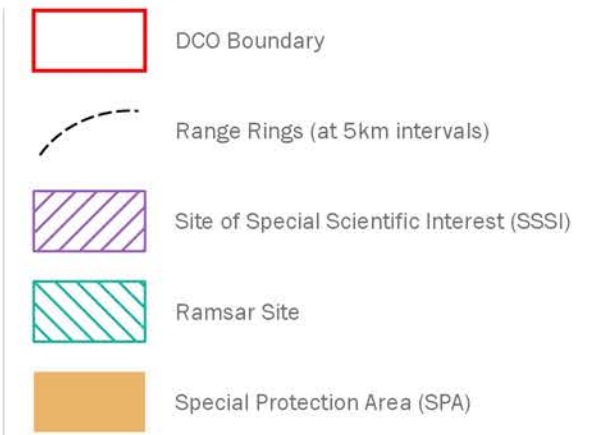 DCO Boundary
Range Rings (at 5km intervals)
Site of Special Scientific Interest (SSSI)
Ramsar Site
Special Protection Area (SPA)